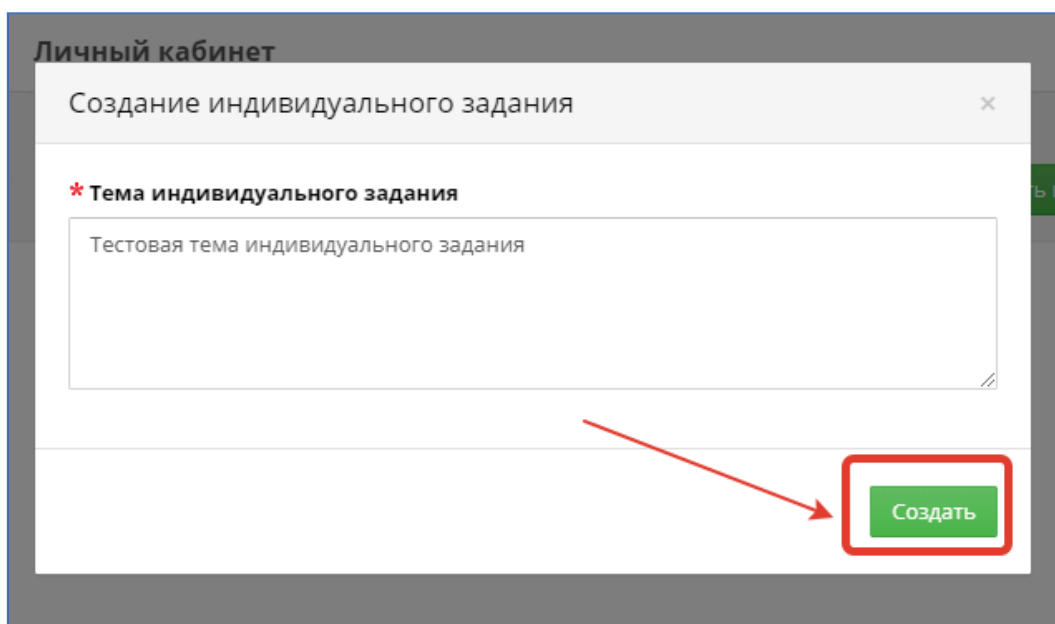 Личный кабинет
Создание индивидуального задания ×
* Тема индивидуального задания
Тестовая тема индивидуального задания
Создать